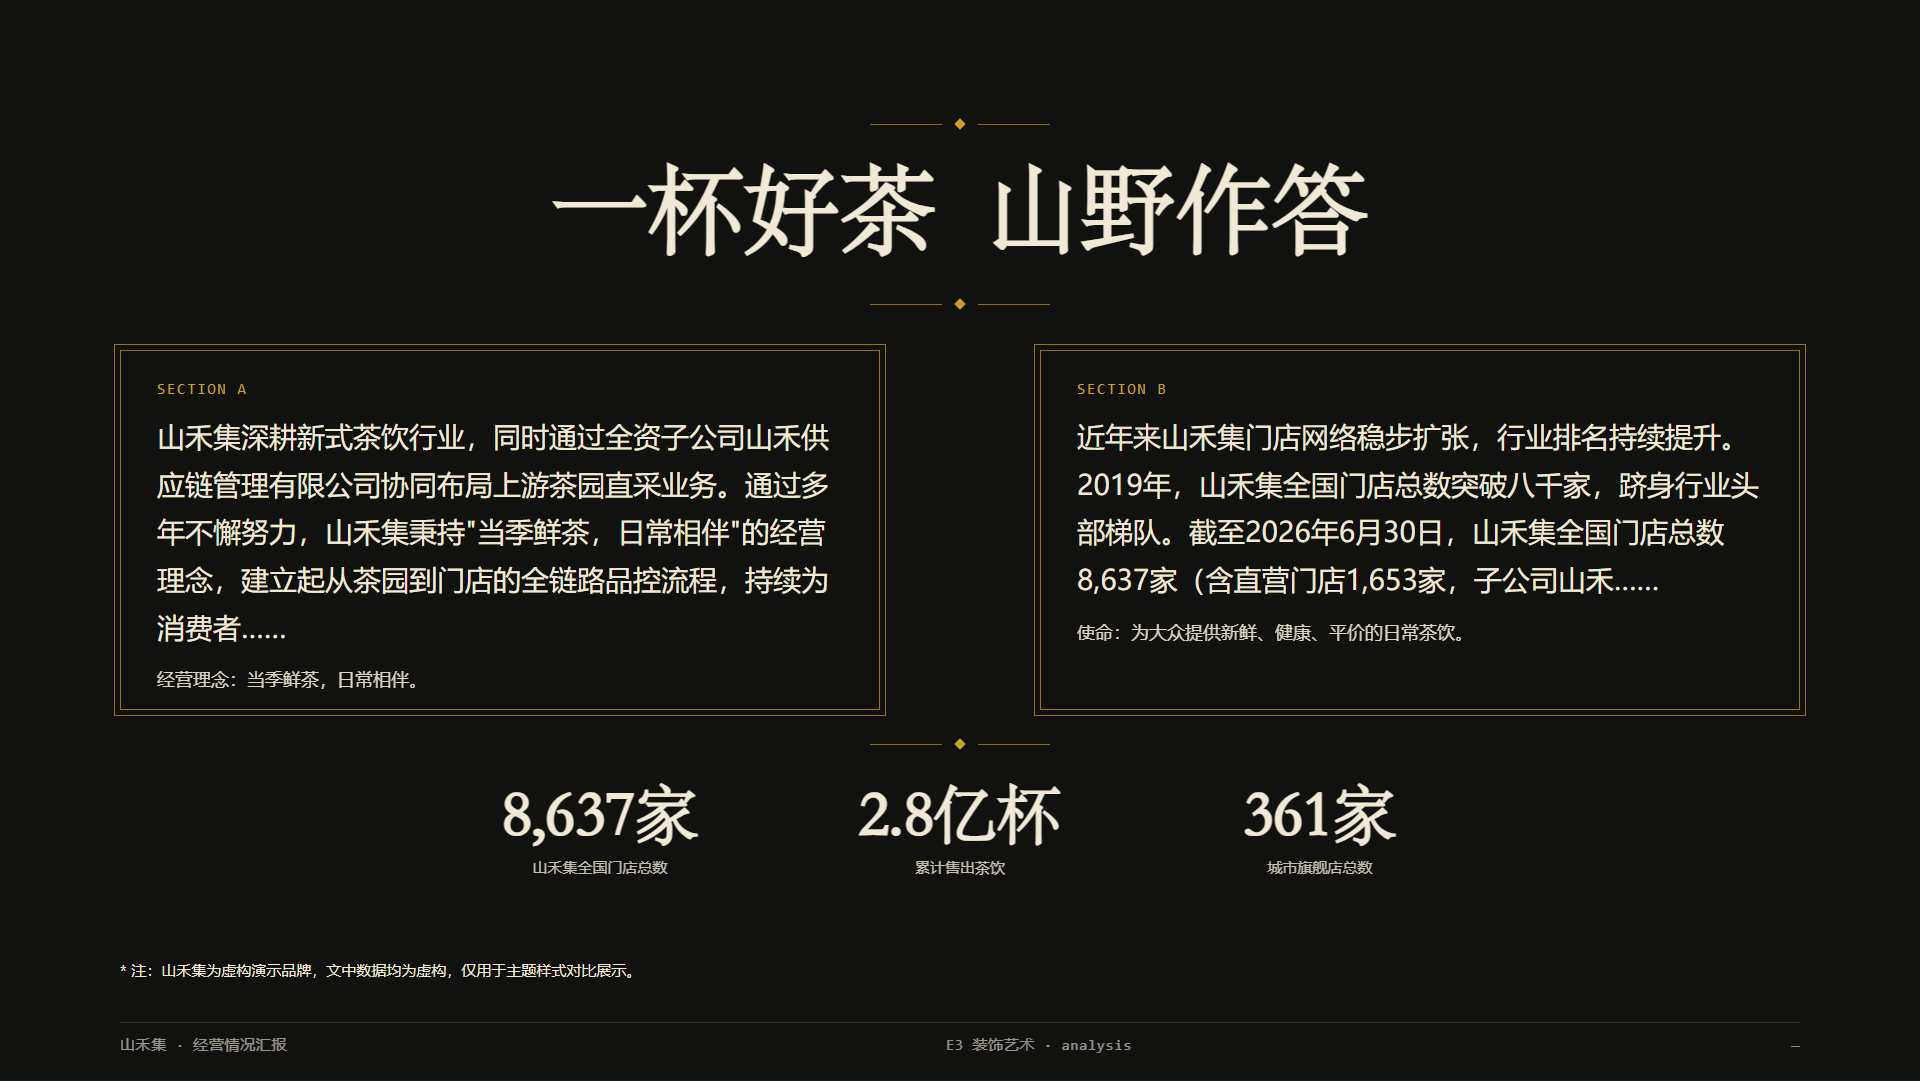 一杯好茶 山野作答
SECTION A
山禾集深耕新式茶饮行业，同时通过全资子公司山禾供
应链管理有限公司协同布局上游茶园直采业务。通过多
年不懈努力，山禾集秉持"当季鲜茶，日常相伴"的经营
理念，建立起从茶园到门店的全链路品控流程，持续为
消费者……
经营理念：当季鲜茶，日常相伴。
SECTION B
近年来山禾集门店网络稳步扩张，行业排名持续提升。
2019年，山禾集全国门店总数突破八千家，跻身行业头
部梯队。截至2026年6月30日，山禾集全国门店总数
8,637家（含直营门店1,653家，子公司山禾……
使命：为大众提供新鲜、健康、平价的日常茶饮。
8,637家
山禾集全国门店总数
2.8亿杯
累计售出茶饮
361家
城市旗舰店总数
* 注：山禾集为虚构演示品牌，文中数据均为虚构，仅用于主题样式对比展示。
山禾集 · 经营情况汇报
E3 装饰艺术 · analysis
—